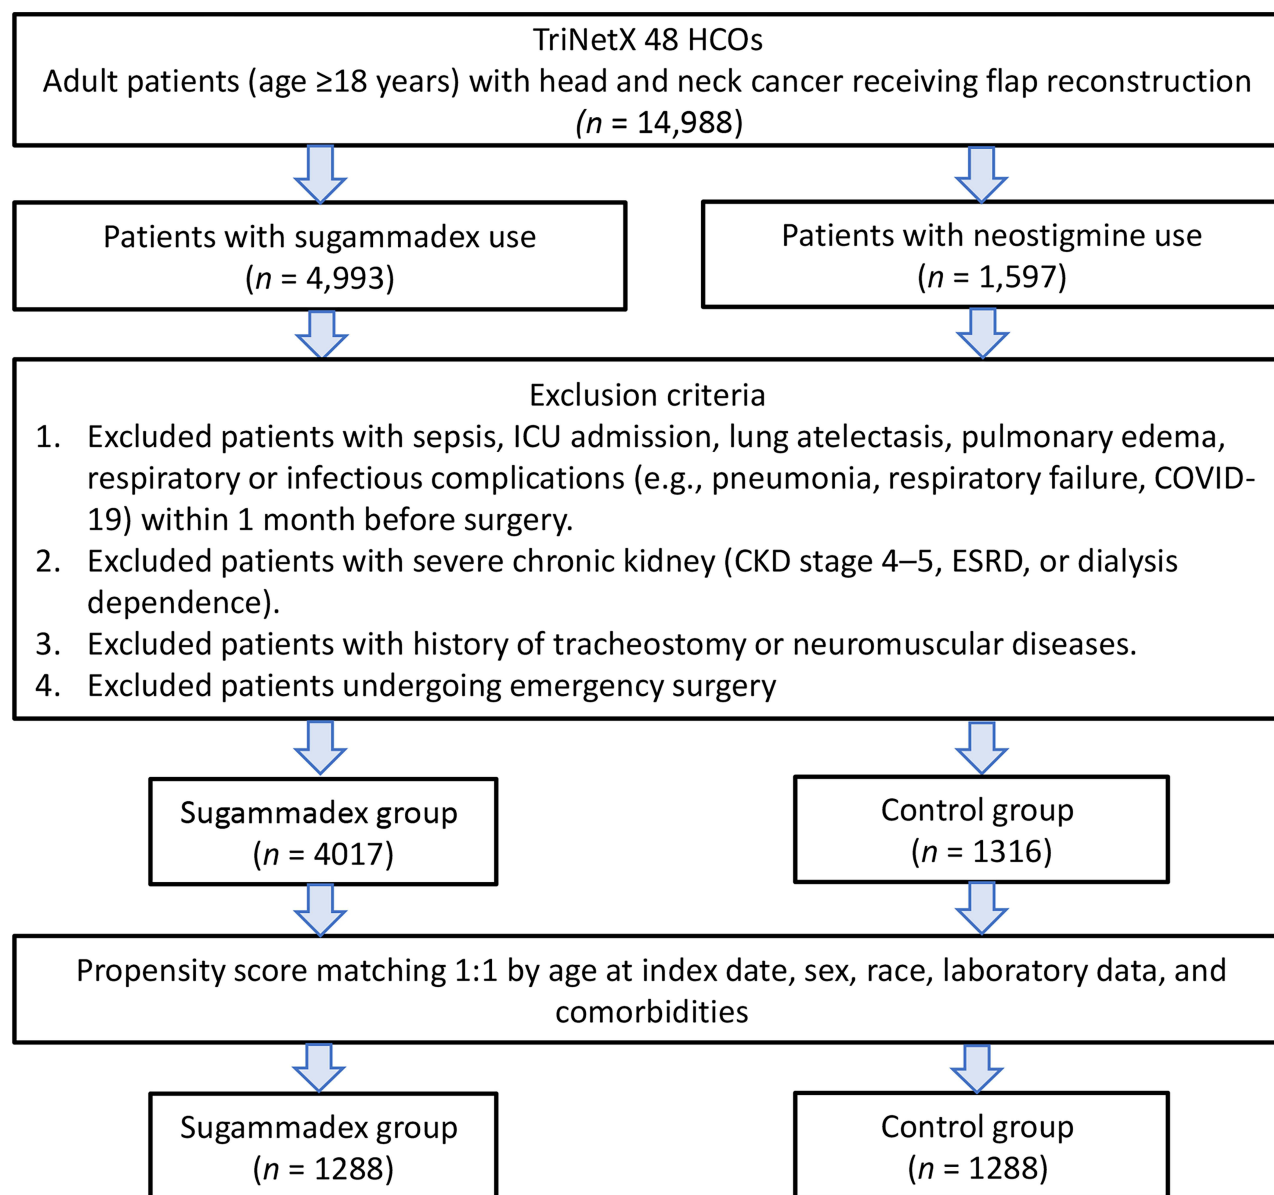 TriNetX 48 HCOs
Adult patients (age ≥18 years) with head and neck cancer receiving flap reconstruction
(n = 14,988)
Patients with sugammadex use
(n = 4,993)
Patients with neostigmine use
(n = 1,597)
Exclusion criteria
1. Excluded patients with sepsis, ICU admission, lung atelectasis, pulmonary edema,
respiratory or infectious complications (e.g., pneumonia, respiratory failure, COVID-
19) within 1 month before surgery.
2. Excluded patients with severe chronic kidney (CKD stage 4–5, ESRD, or dialysis
dependence).
3. Excluded patients with history of tracheostomy or neuromuscular diseases.
4. Excluded patients undergoing emergency surgery
Sugammadex group
(n = 4017)
Control group
(n = 1316)
Propensity score matching 1:1 by age at index date, sex, race, laboratory data, and
comorbidities
Sugammadex group
(n = 1288)
Control group
(n = 1288)